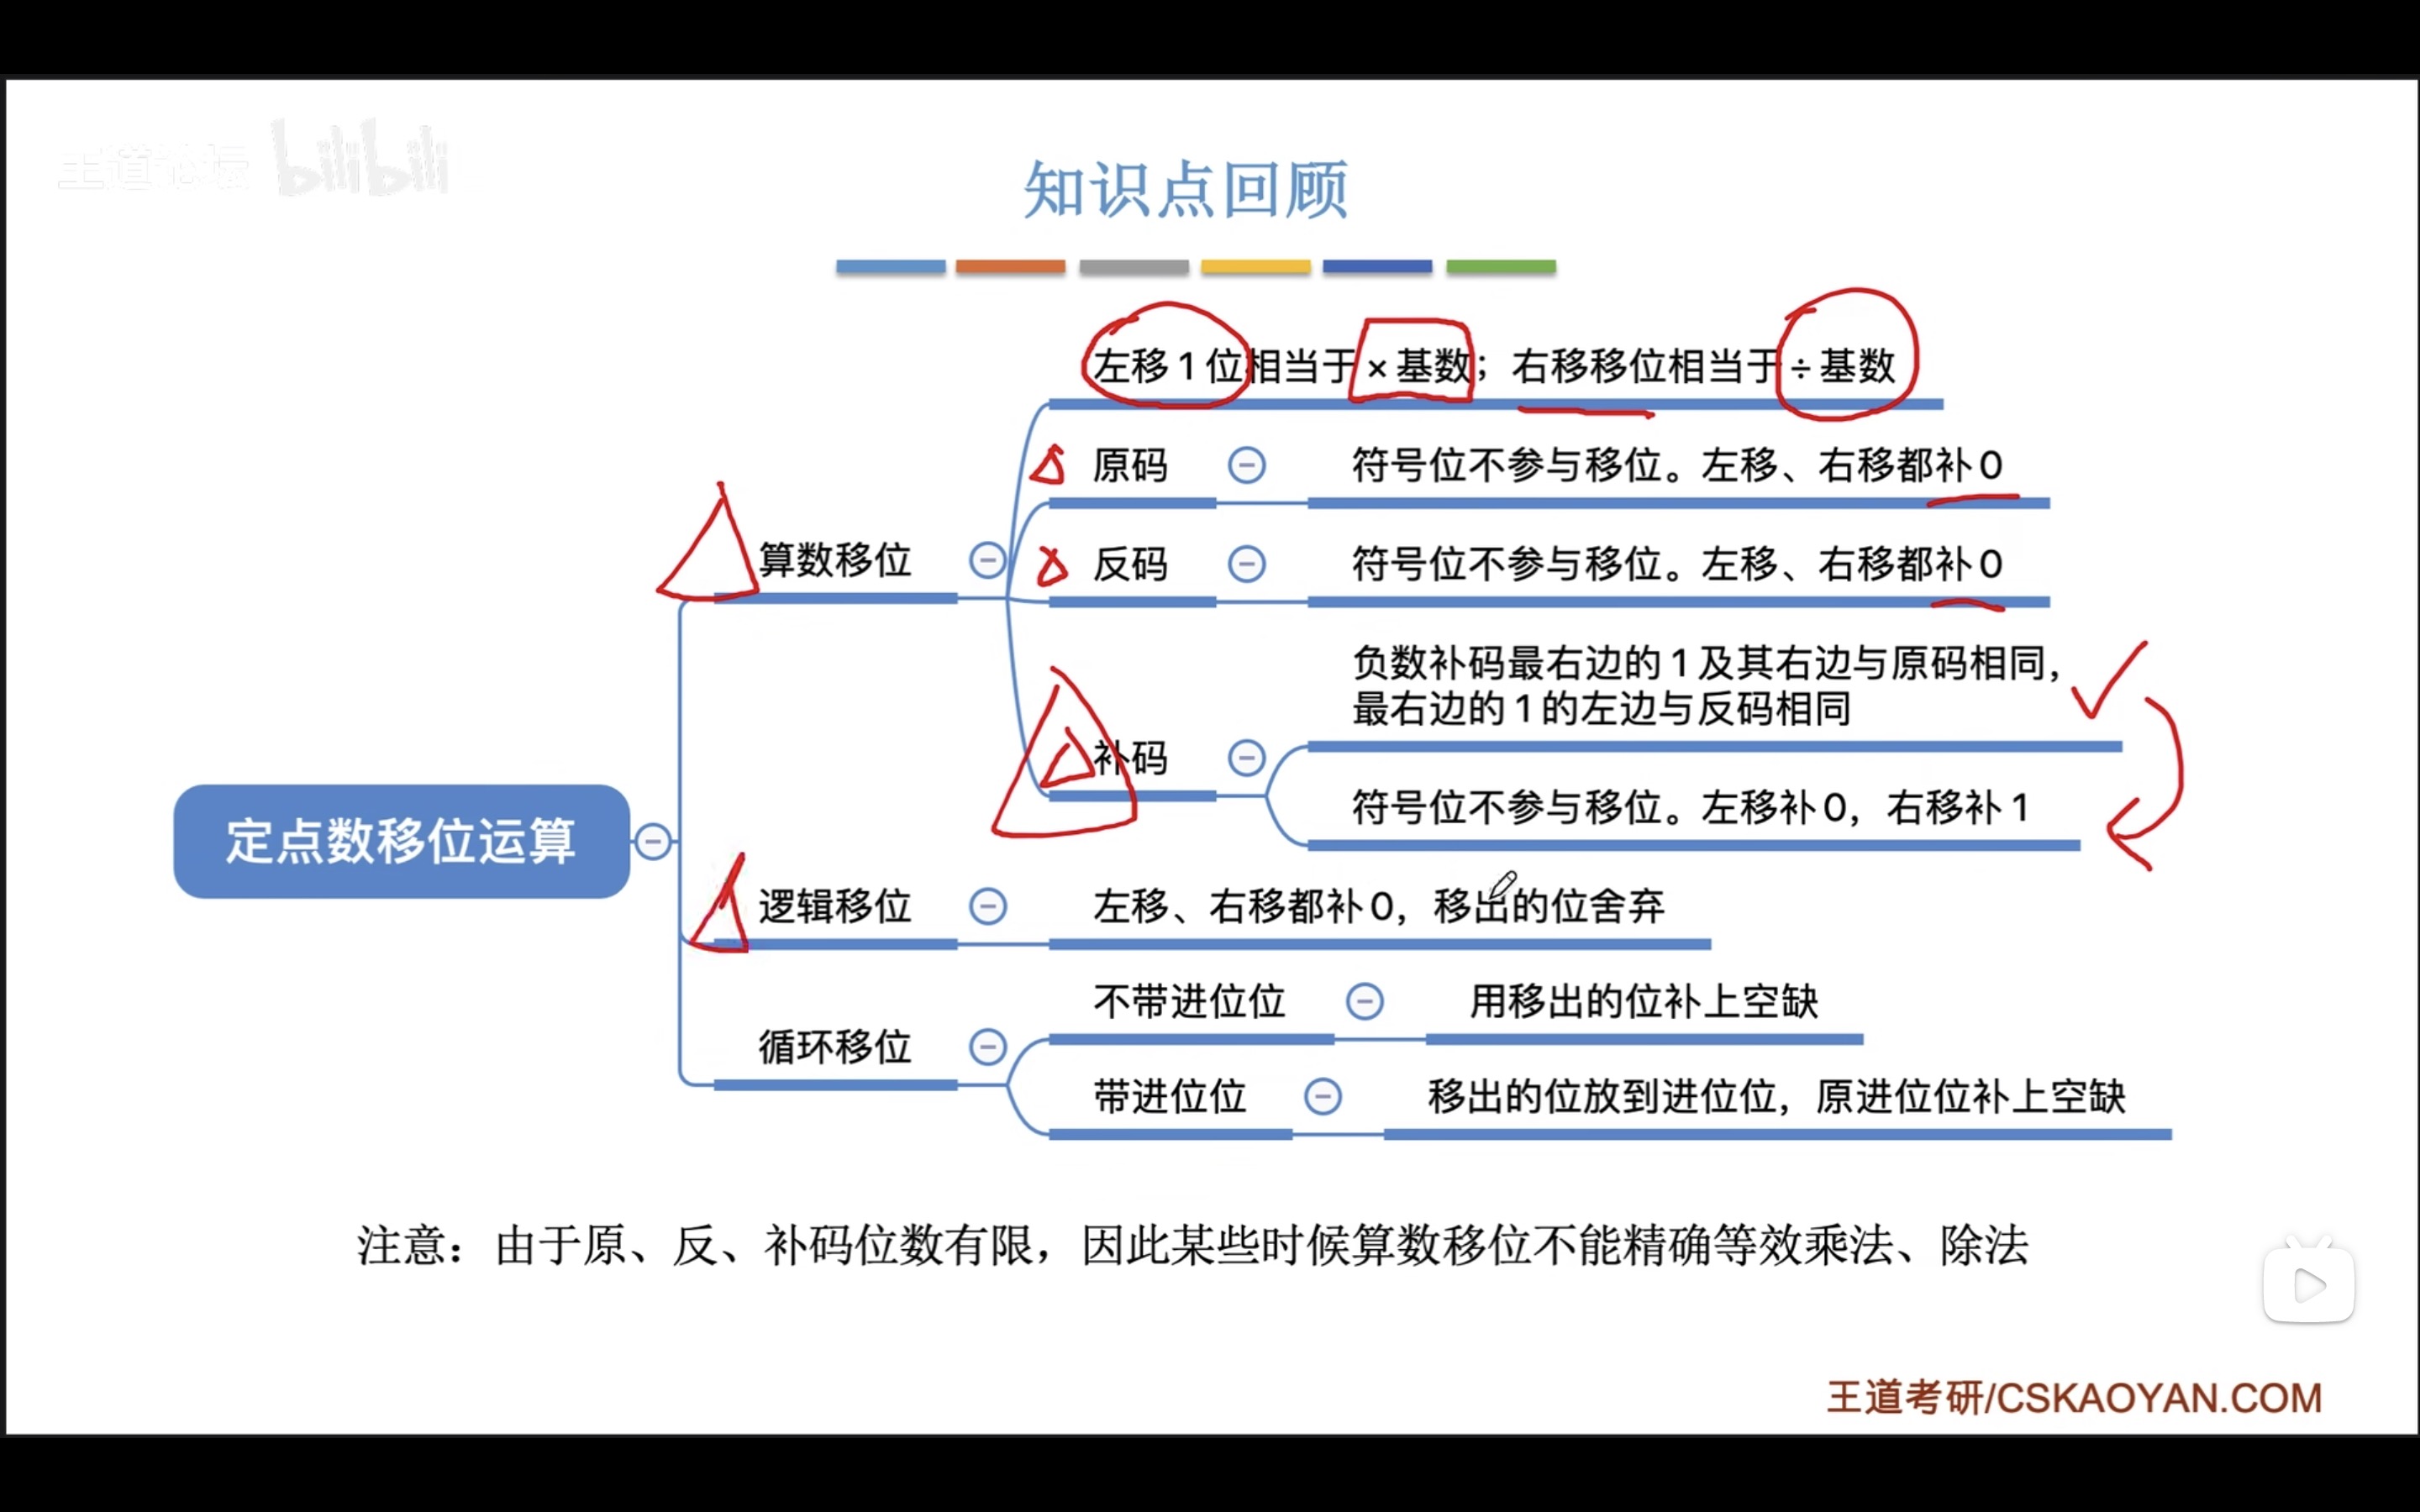 王道论坛 bilibili
知识点回顾
左移1位相当于×基数；右移移位相当于÷基数
原码 符号位不参与移位。左移、右移都补0
算数移位
反码 符号位不参与移位。左移、右移都补0
负数补码最右边的1及其右边与原码相同，
最右边的1的左边与反码相同
补码
符号位不参与移位。左移补0，右移补1
定点数移位运算
逻辑移位 左移、右移都补0，移出的位舍弃
不带进位位 用移出的位补上空缺
循环移位
带进位位 移出的位放到进位位，原进位位补上空缺
注意：由于原、反、补码位数有限，因此某些时候算数移位不能精确等效乘法、除法
王道考研/CSKAOYAN.COM